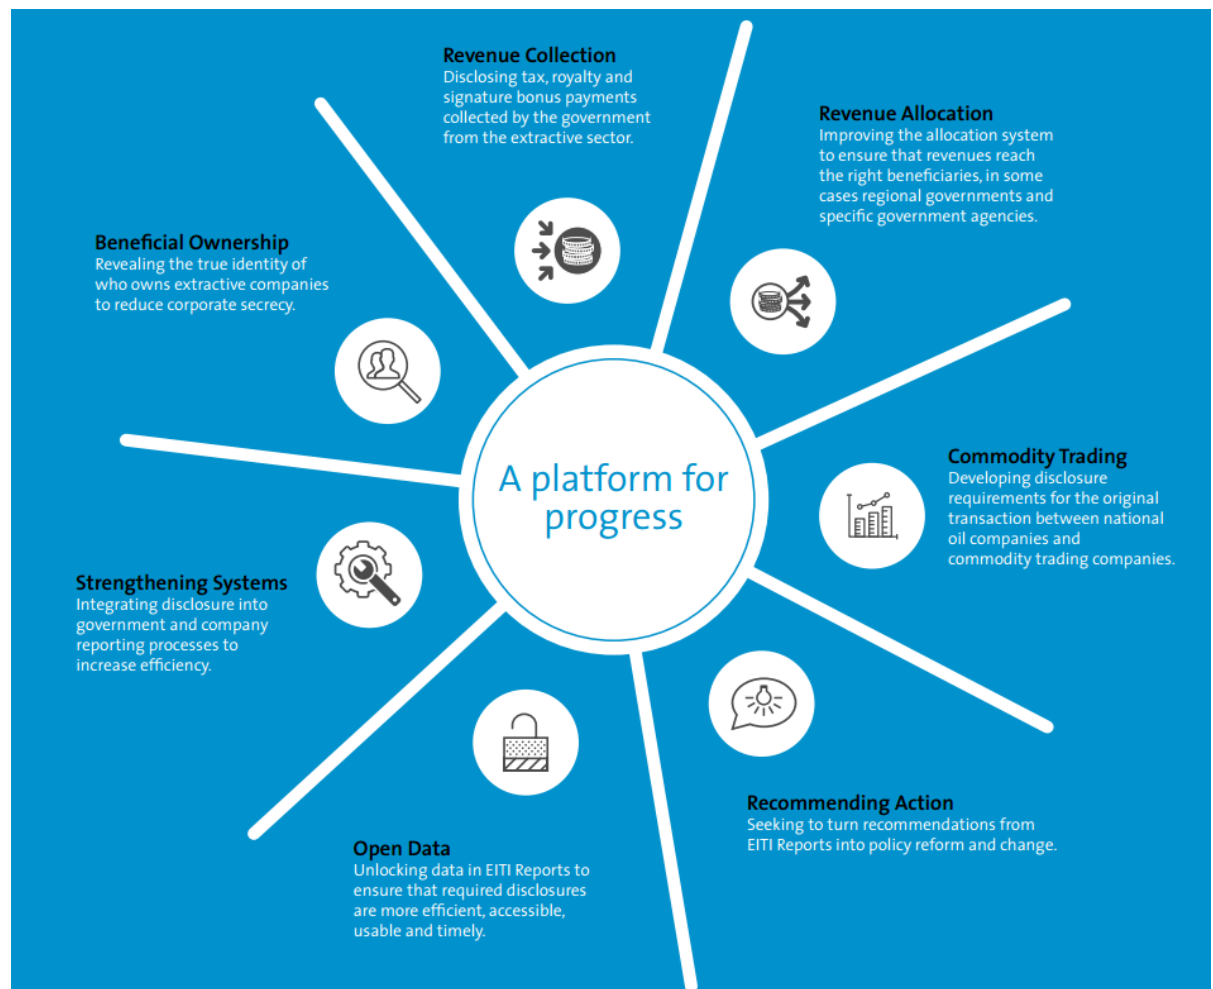 Revenue Collection
Disclosing tax, royalty and
signature bonus payments
collected by the government
from the extractive sector.
Revenue Allocation
Improving the allocation system
to ensure that revenues reach
the right beneficiaries, in some
cases regional governments and
specific government agencies.
Beneficial Ownership
Revealing the true identity of
who owns extractive companies
to reduce corporate secrecy.
A platform for
progress
Commodity Trading
Developing disclosure
requirements for the original
transaction between national
oil companies and
commodity trading companies.
Strengthening Systems
Integrating disclosure into
government and company
reporting processes to
increase efficiency.
Recommending Action
Seeking to turn recommendations from
EITI Reports into policy reform and change.
Open Data
Unlocking data in EITI Reports to
ensure that required disclosures
are more efficient, accessible,
usable and timely.